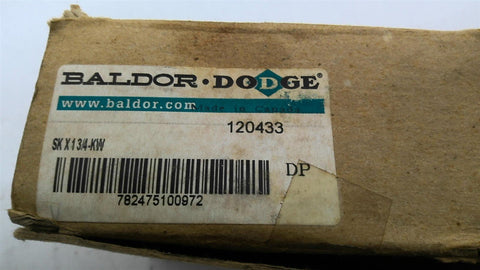 BALDOR · DODGE®
www.baldor.com Made in Canada
120433
SK X 1 3/4-KW
DP
782475100972